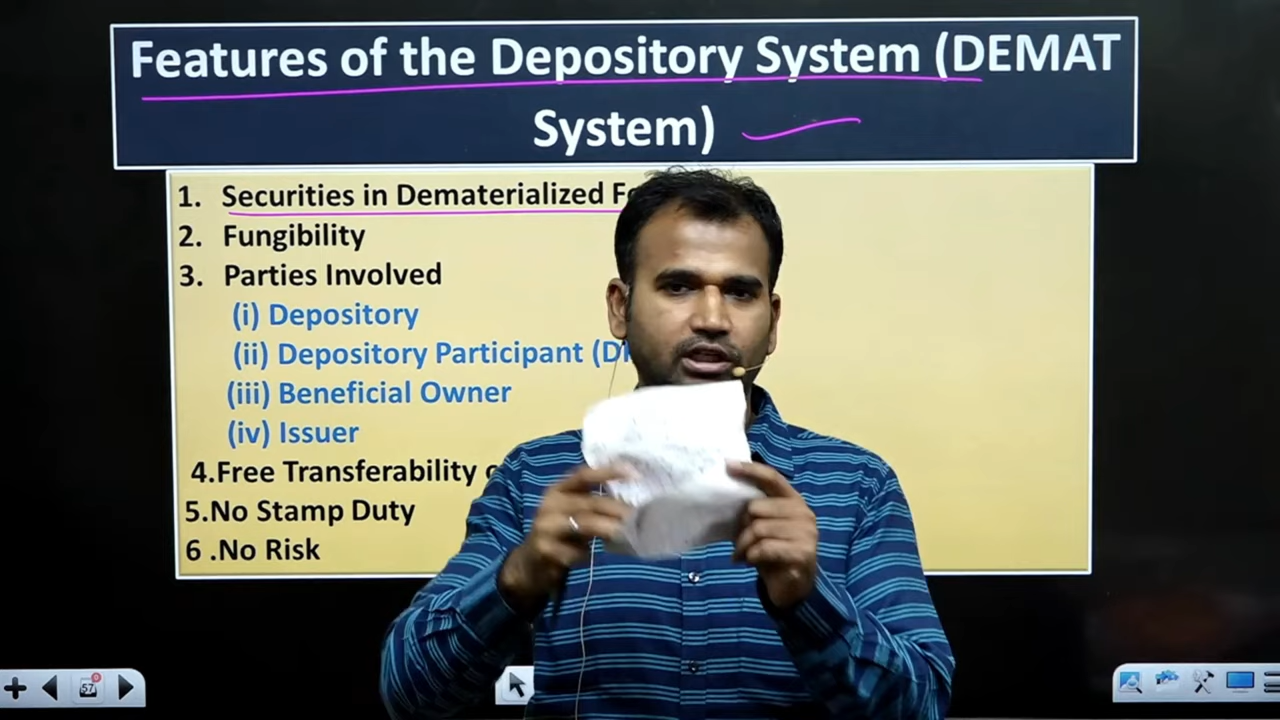 Features of the Depository System (DEMAT
System)
1. Securities in Dematerialized
2. Fungibility
3. Parties Involved
(i) Depository
(ii) Depository Participant
(iii) Beneficial Owner
(iv) Issuer
4.Free Transferability
5.No Stamp Duty
6 .No Risk
57